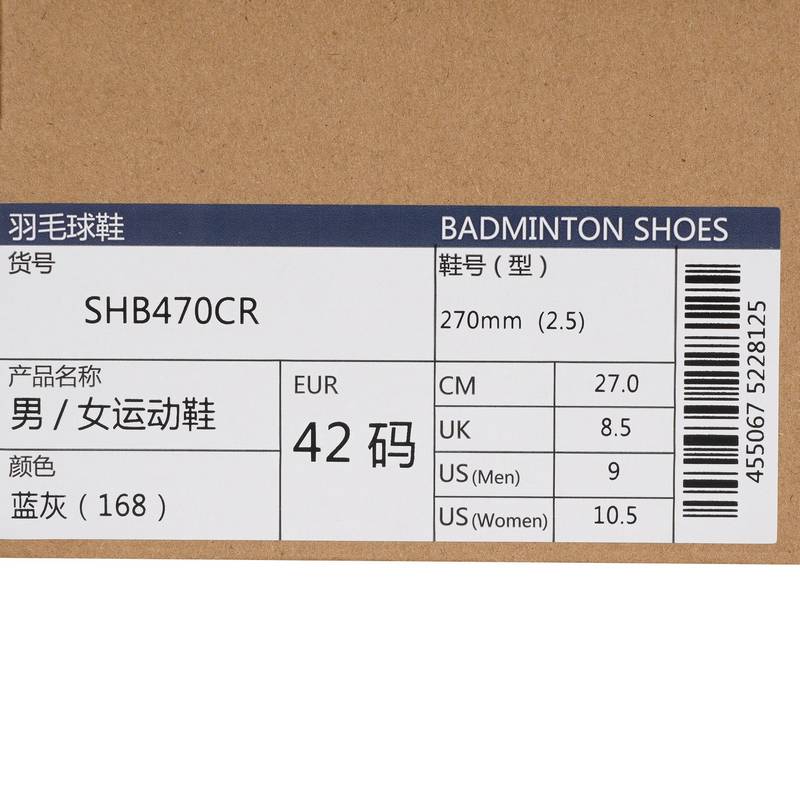 羽毛球鞋 BADMINTON SHOES
货号
SHB470CR
鞋号(型)
270mm (2.5)
产品名称
男/女运动鞋
颜色
蓝灰(168)
EUR
42 码
CM 27.0
UK 8.5
US(Men) 9
US(Women) 10.5
455067 5228125